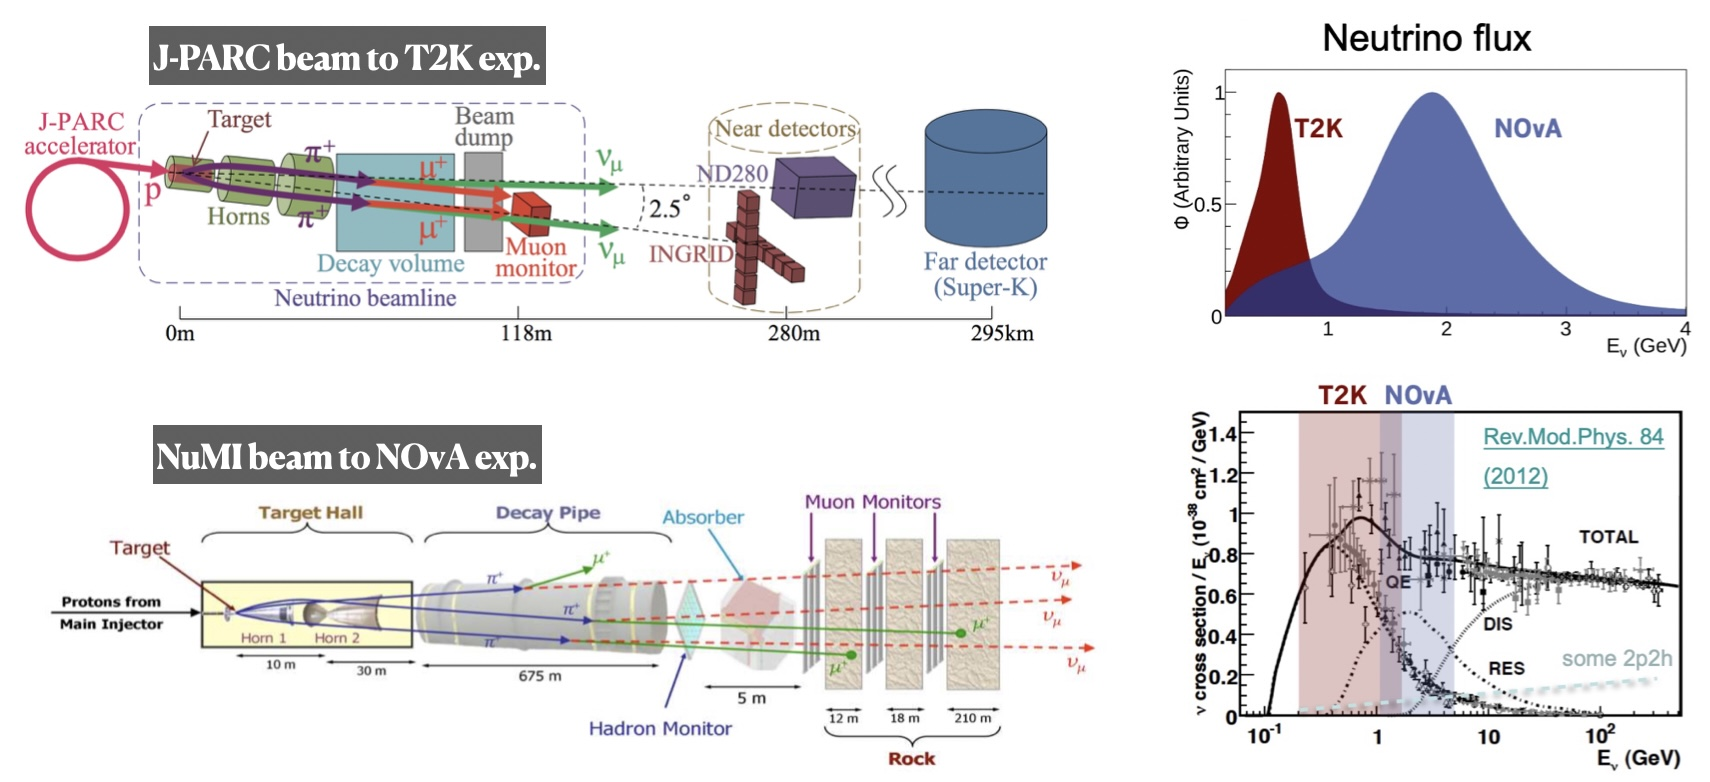 J-PARC beam to T2K exp.
J-PARC
accelerator
Target
p
π⁺
π⁺
Horns
μ⁺
μ⁺
Decay volume
Beam
dump
Muon
monitor
νμ
νμ
2.5°
Neutrino beamline
Near detectors
ND280
INGRID
Far detector
(Super-K)
0m
118m
280m
295km
Neutrino flux
Φ (Arbitrary Units)
1
0.5
0
T2K
NOvA
1
2
3
4
Eν (GeV)
NuMI beam to NOvA exp.
Target Hall
Decay Pipe
Absorber
Muon Monitors
Target
Protons from
Main Injector
Horn 1
Horn 2
10 m
30 m
π⁺
π⁺
π⁺
μ⁺
μ⁺
μ⁺
675 m
Hadron Monitor
5 m
12 m
18 m
210 m
Rock
νμ
νμ
νμ
T2K
NOvA
ν cross section / Eν (10⁻³⁸ cm² / GeV)
1.4
1.2
1
0.8
0.6
0.4
0.2
0
Rev.Mod.Phys. 84
(2012)
TOTAL
QE
DIS
RES
some 2p2h
10⁻¹
1
10
10²
Eν (GeV)